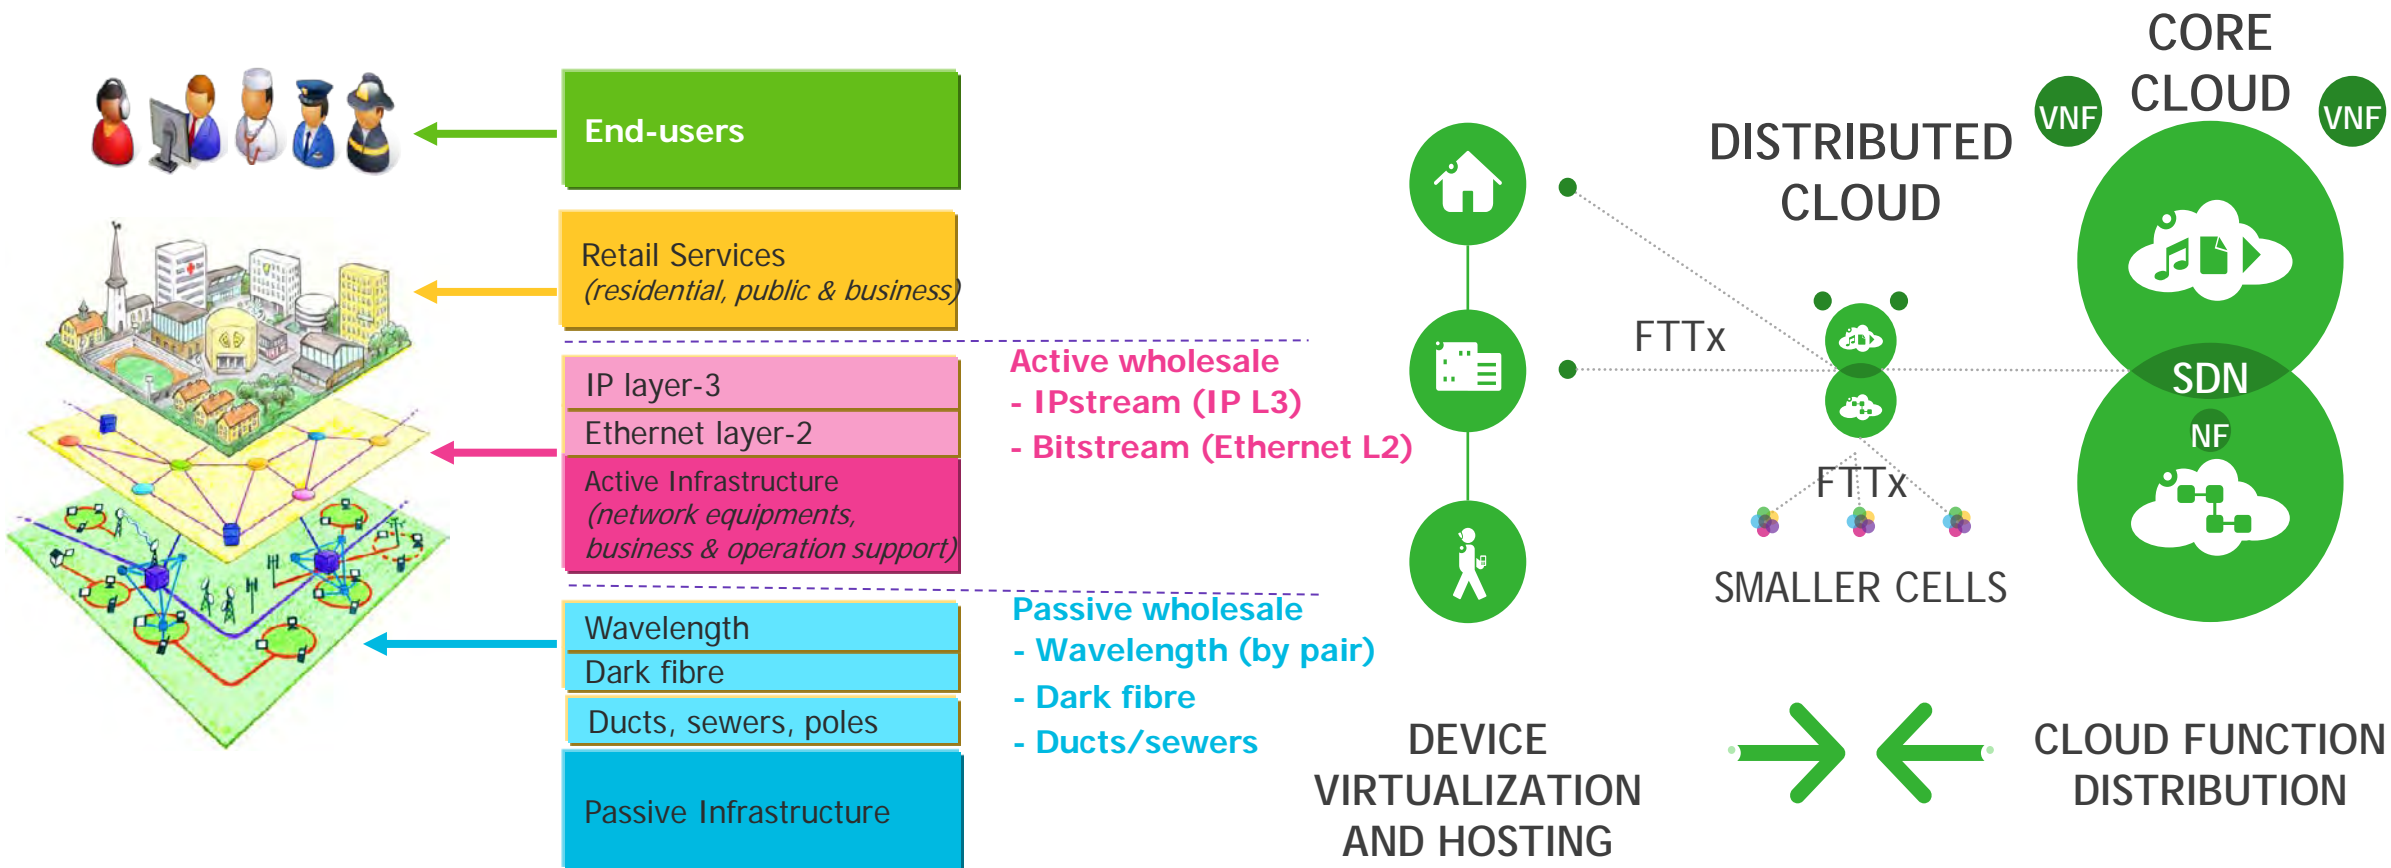 End-users
Retail Services
(residential, public & business)
IP layer-3
Ethernet layer-2
Active Infrastructure
(network equipments,
business & operation support)
Active wholesale
- IPstream (IP L3)
- Bitstream (Ethernet L2)
Wavelength
Dark fibre
Ducts, sewers, poles
Passive Infrastructure
Passive wholesale
- Wavelength (by pair)
- Dark fibre
- Ducts/sewers
CORE
CLOUD
VNF
VNF
DISTRIBUTED
CLOUD
FTTx
SDN
NF
FTTx
SMALLER CELLS
DEVICE
VIRTUALIZATION
AND HOSTING
CLOUD FUNCTION
DISTRIBUTION